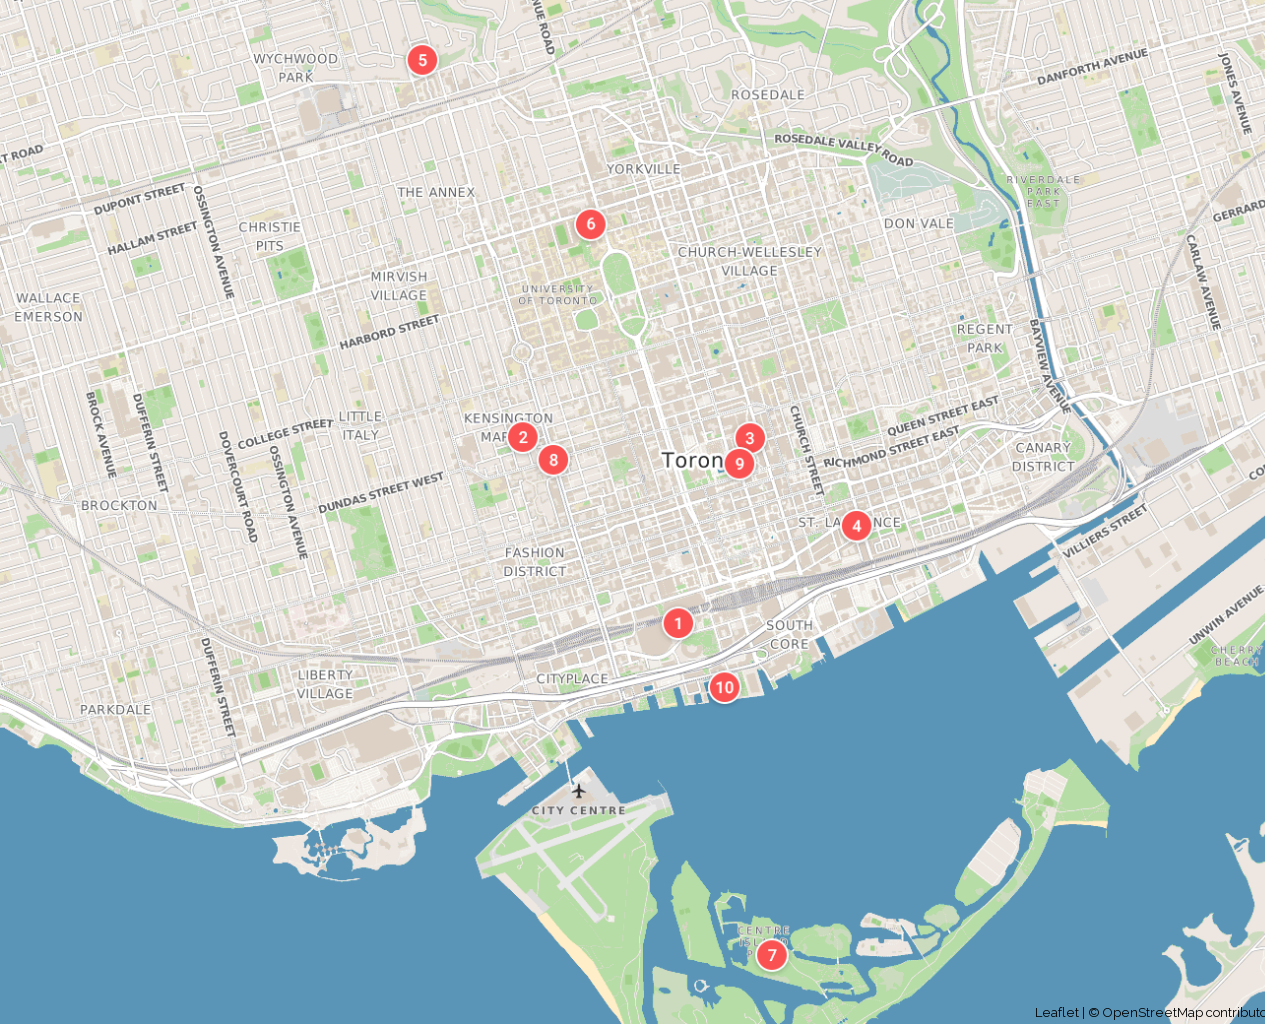 NUE ROAD
5
WYCHWOOD
PARK
DANFORTH AVENUE
JONES AVENUE
ROSEDALE
ROSEDALE VALLEY ROAD
RT ROAD
YORKVILLE
DUPONT STREET
THE ANNEX
RIVERDALE
PARK
EAST
OSSINGTON AVENUE
GERRARD
6
CHRISTIE
PITS
HALLAM STREET
DON VALE
CHURCH-WELLESLEY
VILLAGE
CARLAW AVENUE
MIRVISH
VILLAGE
UNIVERSITY
OF TORONTO
WALLACE
EMERSON
HARBORD STREET
REGENT
PARK
BAYVIEW AVENUE
BROCK AVENUE
DUFFERIN STREET
LITTLE
ITALY
KENSINGTON
MAR
2
8
3
9
Toron
COLLEGE STREET
CHURCH STREET
QUEEN STREET EAST
RICHMOND STREET EAST
CANARY
DISTRICT
DOVERCOURT ROAD
OSSINGTON AVENUE
DUNDAS STREET WEST
BROCKTON
ST. LA
4
NCE
VILLIERS STREET
FASHION
DISTRICT
UNWIN AVENUE
1
SOUTH
CORE
CHERRY
BEACH
DUFFERIN STREET
LIBERTY
VILLAGE
CITYPLACE
10
PARKDALE
CITY CENTRE
CENTRE
7
Leaflet | © OpenStreetMap contributo